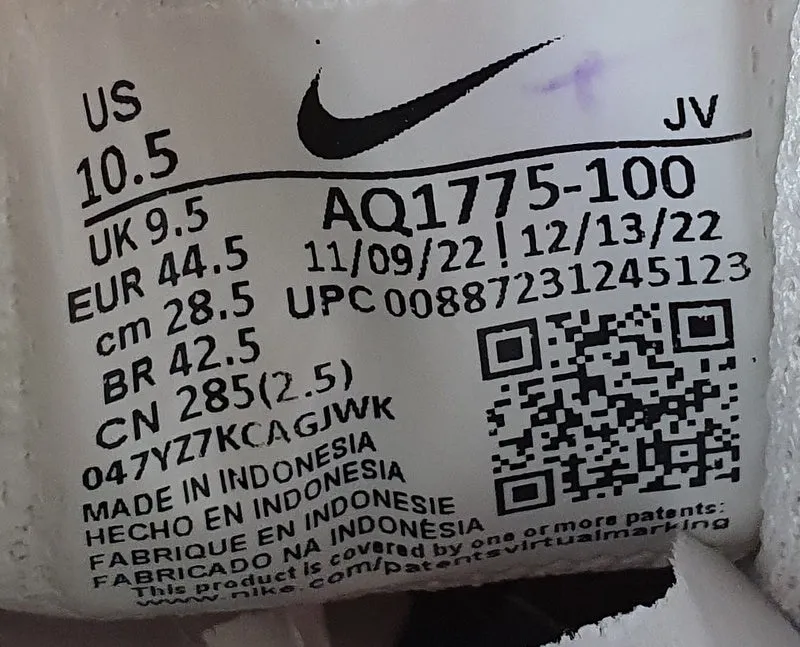 US
JV
10.5
AQ1775-100
UK 9.5
11/09/22 ! 12/13/22
EUR 44.5
UPC 00887231245123
cm 28.5
BR 42.5
CN 285(2.5)
047YZ7KCAGJWK
MADE IN INDONESIA
HECHO EN INDONESIA
FABRIQUE EN INDONESIE
FABRICADO NA INDONÉSIA
This product is covered by one or more patents:
www.nike.com/patentsvirtualmarking